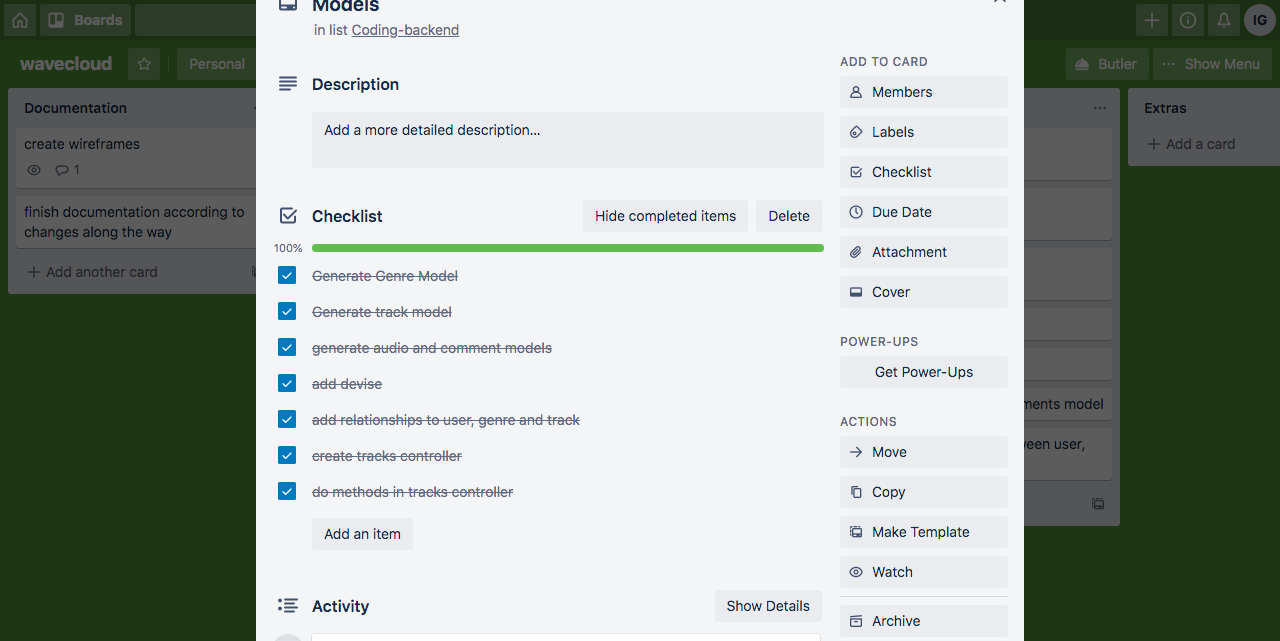 Boards
IG
wavecloud
Personal
Butler
Show Menu
Documentation
create wireframes
1
finish documentation according to
changes along the way
Add another card
Models
in list Coding-backend
Description
Add a more detailed description...
Checklist
Hide completed items
Delete
100%
Generate Genre Model
Generate track model
generate audio and comment models
add devise
add relationships to user, genre and track
create tracks controller
do methods in tracks controller
Add an item
Activity
Show Details
ADD TO CARD
Members
Labels
Checklist
Due Date
Attachment
Cover
POWER-UPS
Get Power-Ups
ACTIONS
Move
Copy
Make Template
Watch
Archive
model
user,
Extras
Add a card